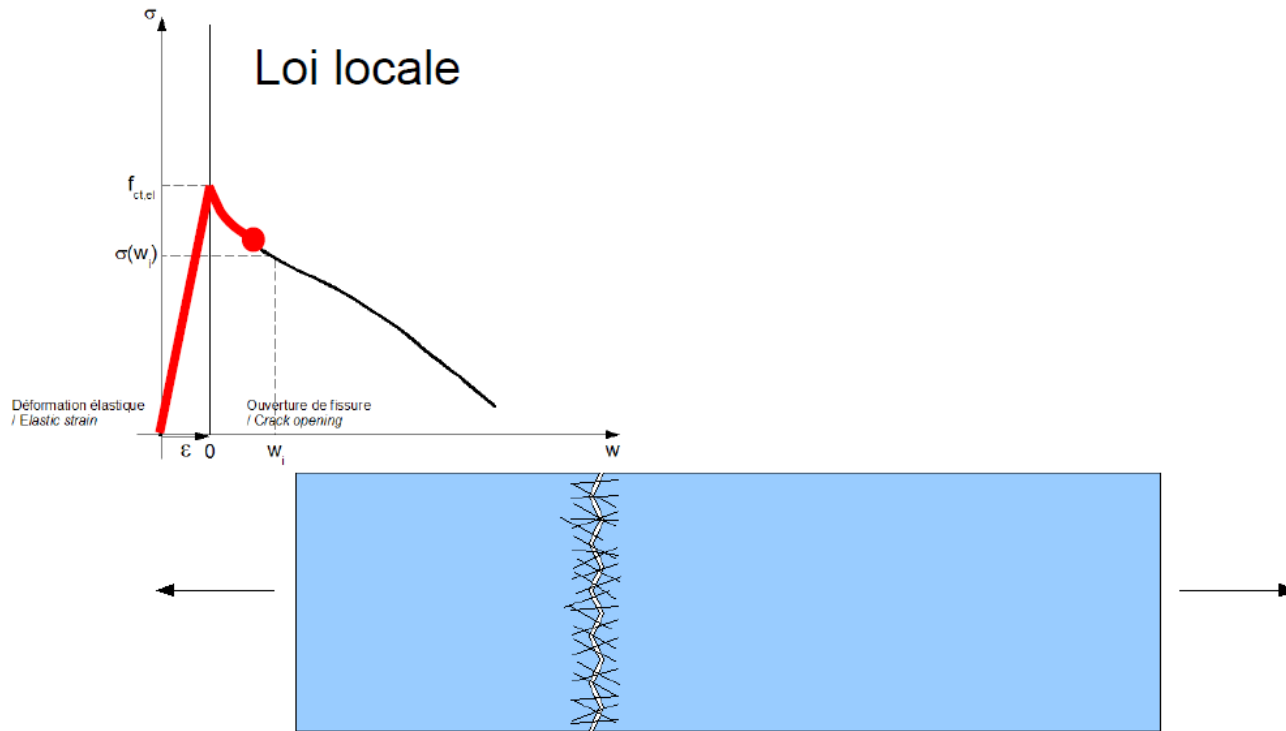 σ
Loi locale
f_ct,el
σ(w_i)
Déformation élastique
/ Elastic strain
Ouverture de fissure
/ Crack opening
ε 0 w_i w